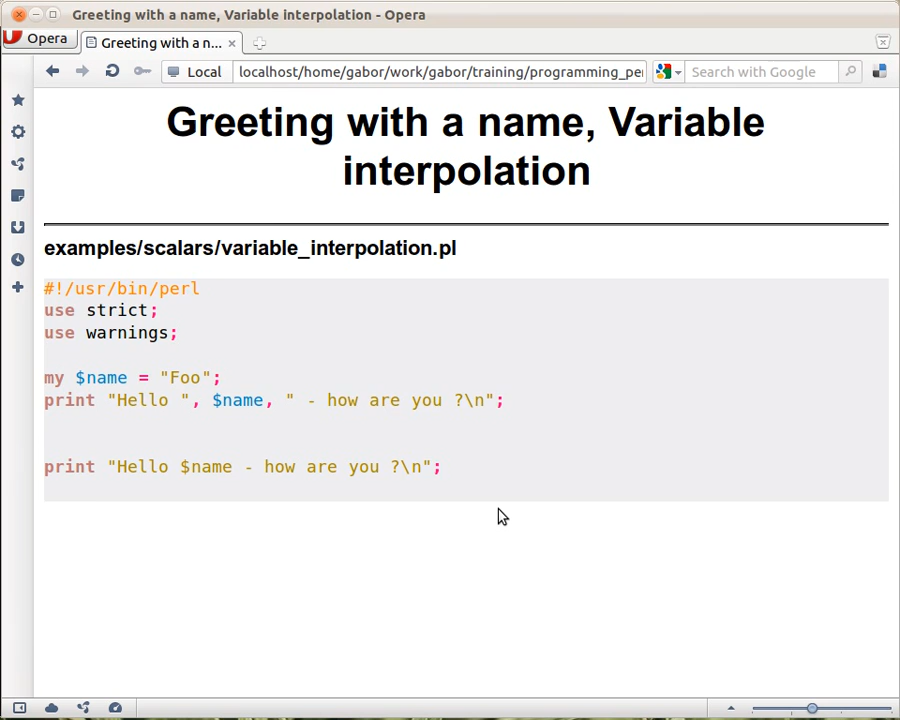 Greeting with a name, Variable interpolation - Opera
Opera
Greeting with a n...
Local
localhost/home/gabor/work/gabor/training/programming_pe
Search with Google
Greeting with a name, Variable
interpolation
examples/scalars/variable_interpolation.pl
#!/usr/bin/perl
use strict;
use warnings;
my $name = "Foo";
print "Hello ", $name, " - how are you ?\n";
print "Hello $name - how are you ?\n";